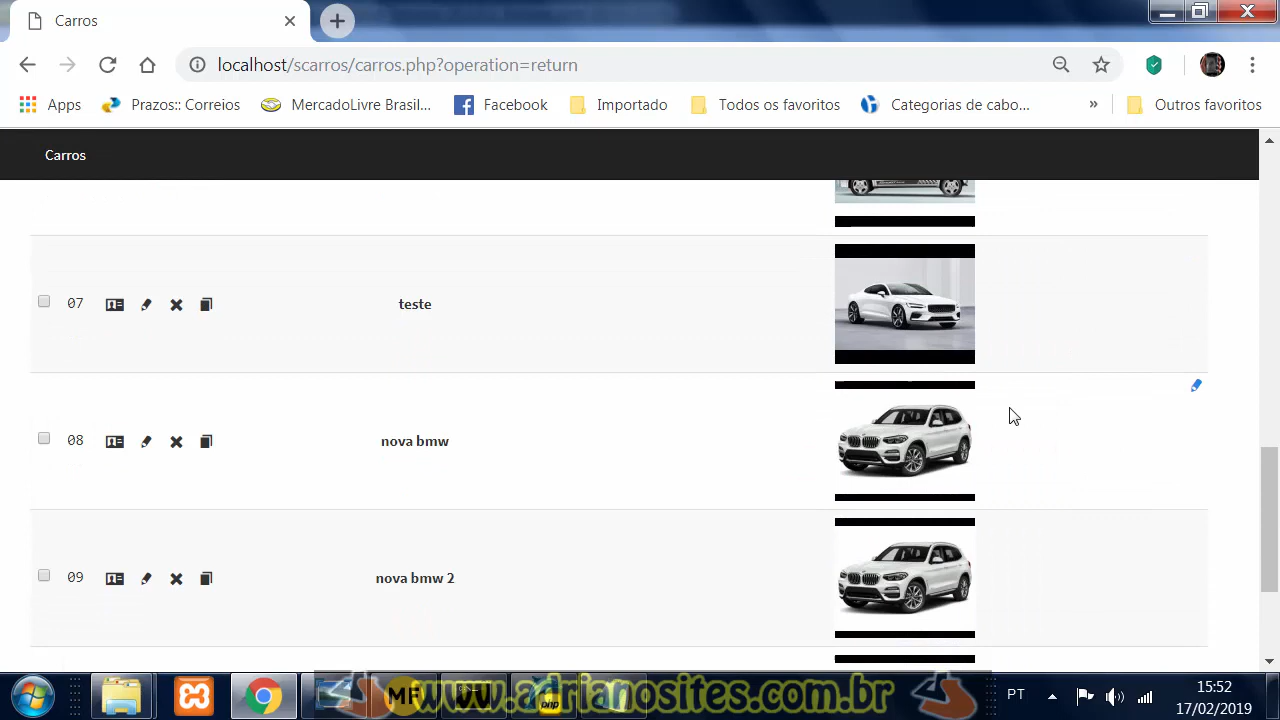 Carros
localhost/scarros/carros.php?operation=return
Apps
Prazos:: Correios
MercadoLivre Brasil...
Facebook
Importado
Todos os favoritos
Categorias de cabo...
»
Outros favoritos
Carros
07
teste
08
nova bmw
09
nova bmw 2
www.adrianosite.com.br
PT
15:52
17/02/2019